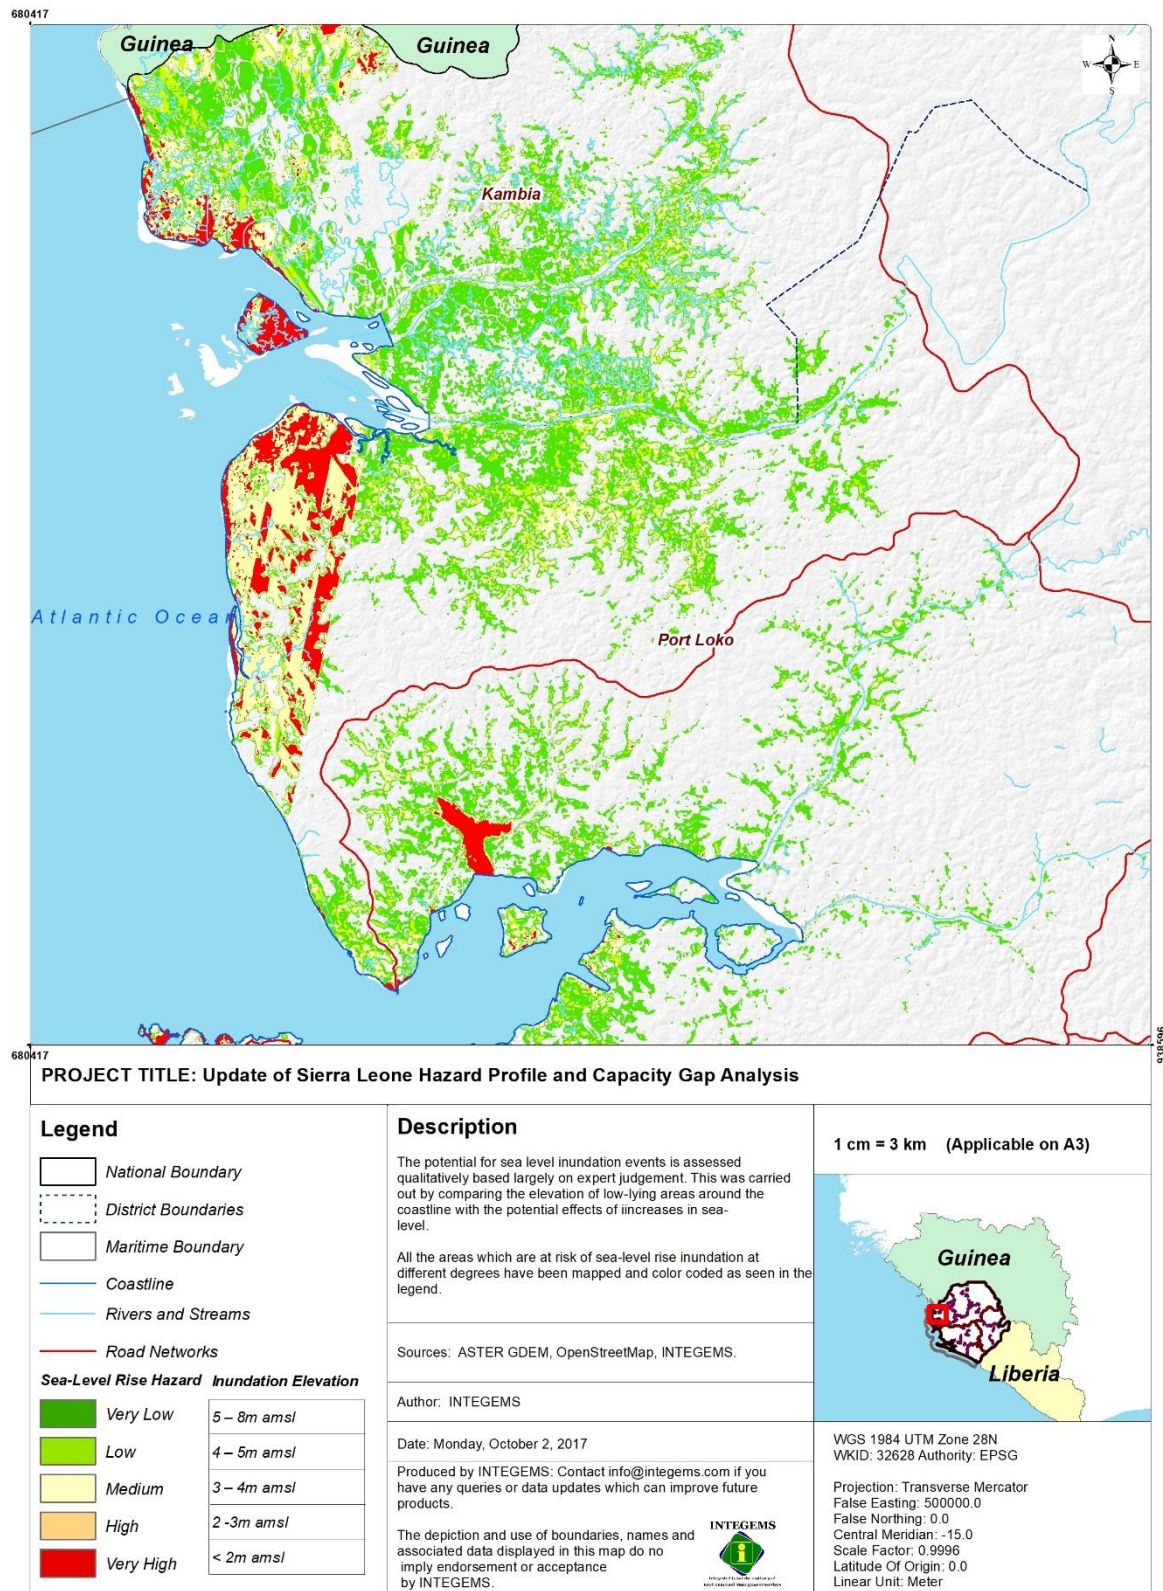 680417
Guinea
Guinea
N
W E
S
Kambia
Atlantic Ocean
Port Loko
680417
938596
PROJECT TITLE: Update of Sierra Leone Hazard Profile and Capacity Gap Analysis
Legend
National Boundary
District Boundaries
Maritime Boundary
Coastline
Rivers and Streams
Road Networks
Sea-Level Rise Hazard Inundation Elevation
Very Low 5 – 8m amsl
Low 4 – 5m amsl
Medium 3 – 4m amsl
High 2 -3m amsl
Very High < 2m amsl
Description
The potential for sea level inundation events is assessed
qualitatively based largely on expert judgement. This was carried
out by comparing the elevation of low-lying areas around the
coastline with the potential effects of iincreases in sea-
level.
All the areas which are at risk of sea-level rise inundation at
different degrees have been mapped and color coded as seen in the
legend.
Sources: ASTER GDEM, OpenStreetMap, INTEGEMS.
Author: INTEGEMS
Date: Monday, October 2, 2017
Produced by INTEGEMS: Contact info@integems.com if you
have any queries or data updates which can improve future
products.
The depiction and use of boundaries, names and
associated data displayed in this map do no
imply endorsement or acceptance
by INTEGEMS.
INTEGEMS
i
1 cm = 3 km (Applicable on A3)
Guinea
Liberia
WGS 1984 UTM Zone 28N
WKID: 32628 Authority: EPSG
Projection: Transverse Mercator
False Easting: 500000.0
False Northing: 0.0
Central Meridian: -15.0
Scale Factor: 0.9996
Latitude Of Origin: 0.0
Linear Unit: Meter